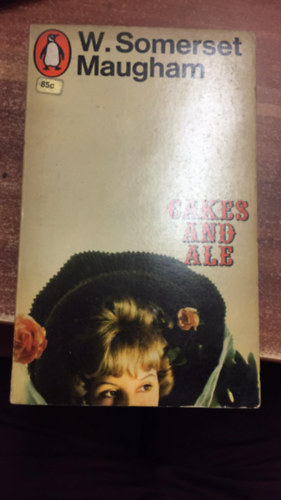 W. Somerset
Maugham
85c
CAKES
AND
ALE